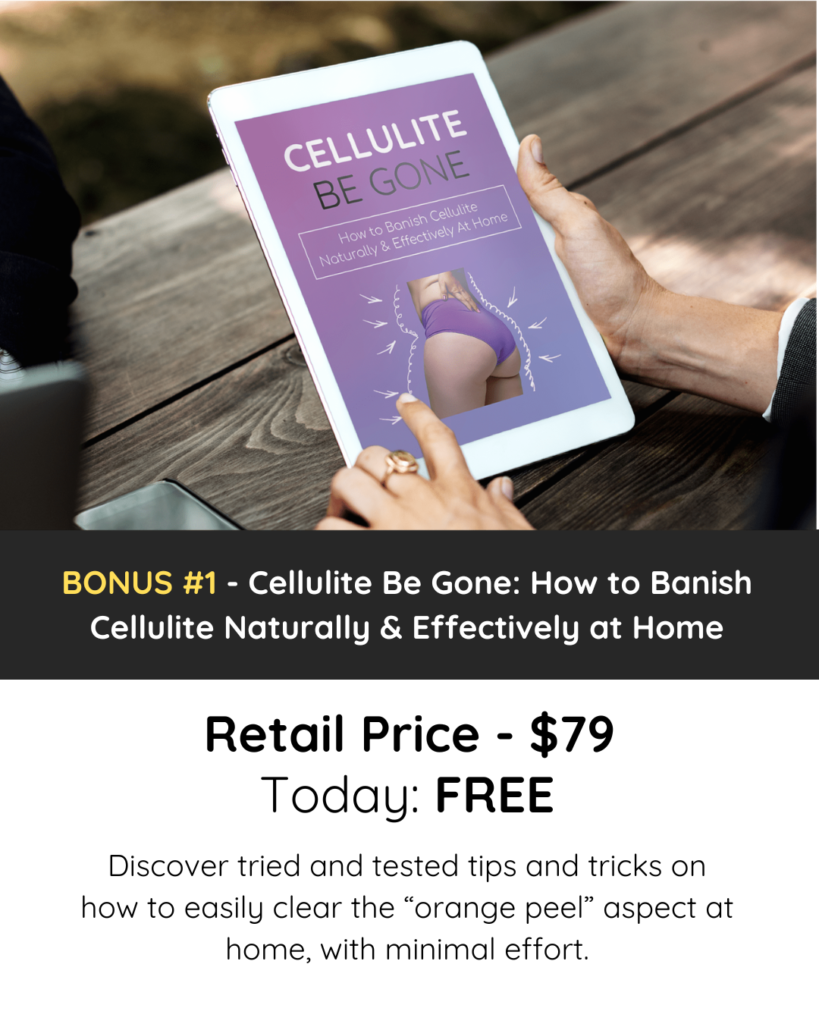 CELLULITE
BE GONE
How to Banish Cellulite
Naturally & Effectively At Home
BONUS #1 - Cellulite Be Gone: How to Banish
Cellulite Naturally & Effectively at Home
Retail Price - $79
Today: FREE
Discover tried and tested tips and tricks on
how to easily clear the “orange peel” aspect at
home, with minimal effort.